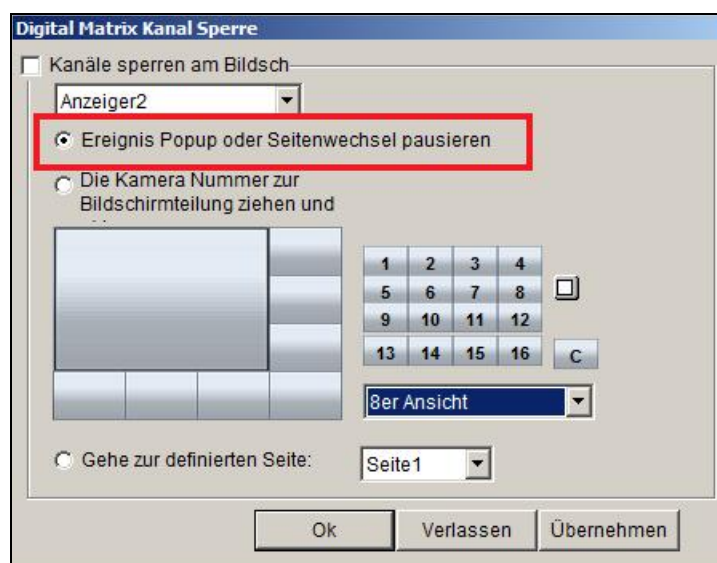 Digital Matrix Kanal Sperre
Kanäle sperren am Bildsch
Anzeiger2
Ereignis Popup oder Seitenwechsel pausieren
Die Kamera Nummer zur
Bildschirmteilung ziehen und
1 2 3 4
5 6 7 8
9 10 11 12
13 14 15 16 C
8er Ansicht
Gehe zur definierten Seite: Seite1
Ok Verlassen Übernehmen